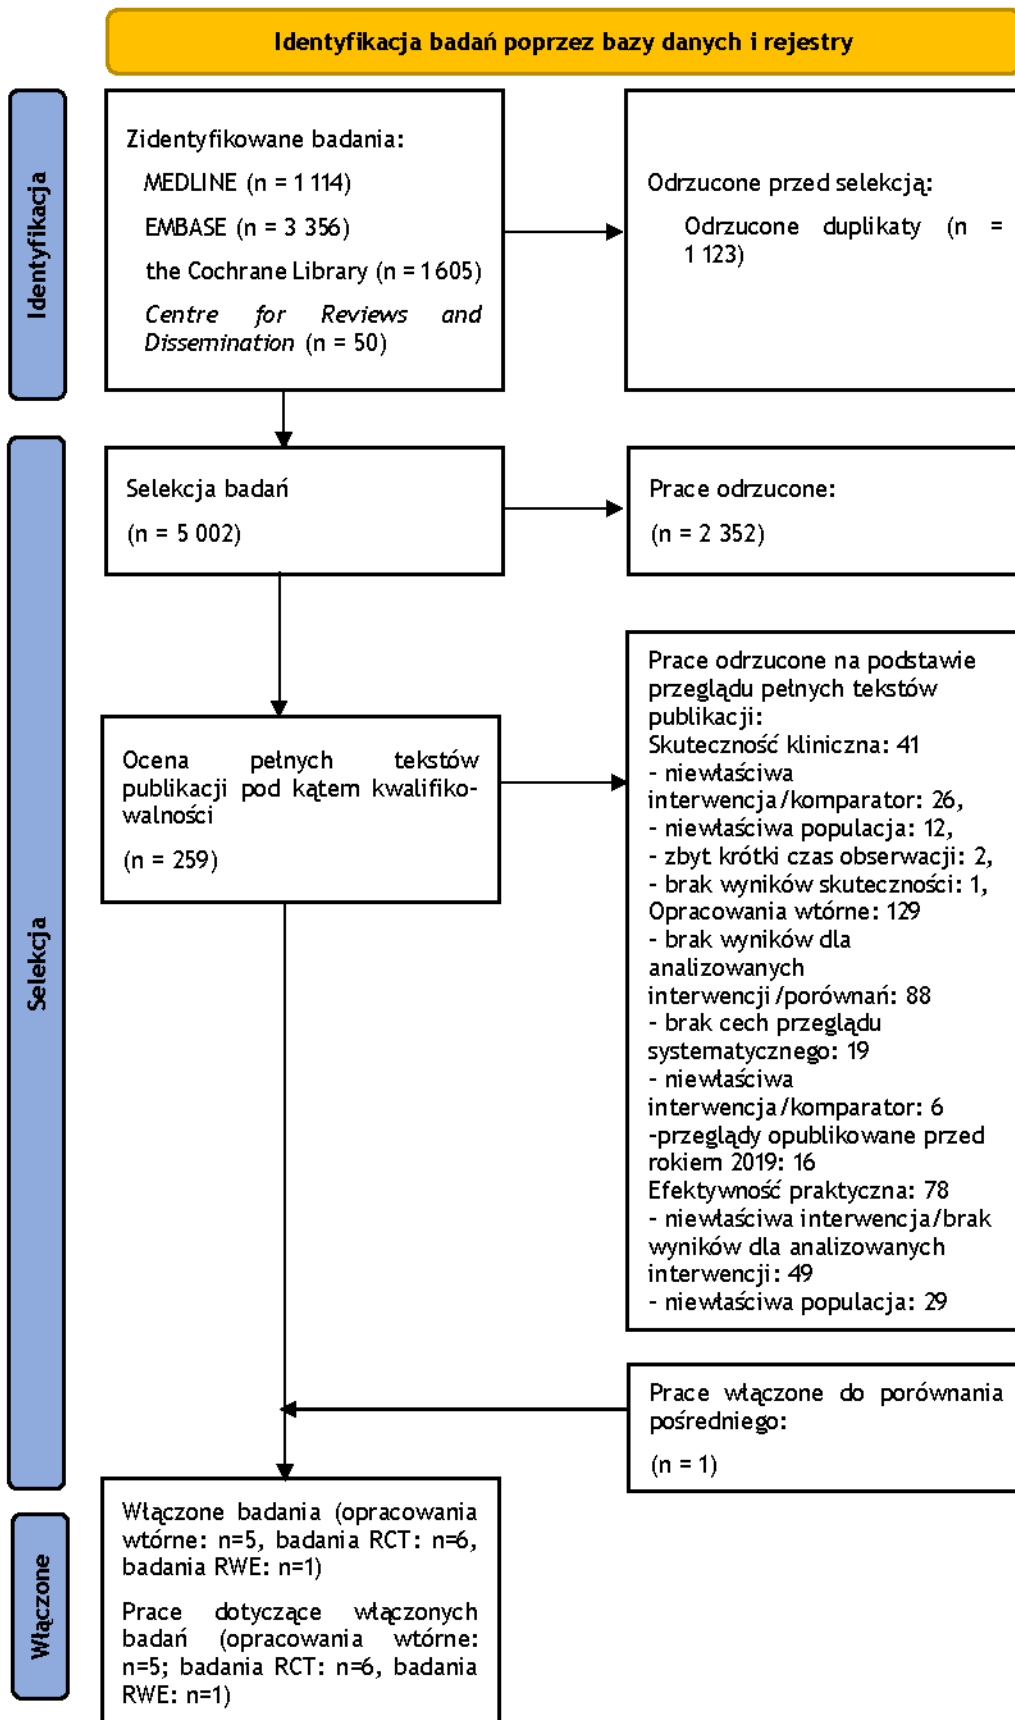 Identyfikacja badań poprzez bazy danych i rejestry
Identyfikacja
Zidentyfikowane badania:
MEDLINE (n = 1 114)
EMBASE (n = 3 356)
the Cochrane Library (n = 1605)
Centre for Reviews and
Dissemination (n = 50)
Odrzucone przed selekcją:
Odrzucone duplikaty (n =
1 123)
Selekcja
Selekcja badań
(n = 5 002)
Prace odrzucone:
(n = 2 352)
Ocena pełnych tekstów
publikacji pod kątem kwalifiko-
walności
(n = 259)
Prace odrzucone na podstawie
przeglądu pełnych tekstów
publikacji:
Skuteczność kliniczna: 41
- niewłaściwa
interwencja/komparator: 26,
- niewłaściwa populacja: 12,
- zbyt krótki czas obserwacji: 2,
- brak wyników skuteczności: 1,
Opracowania wtórne: 129
- brak wyników dla
analizowanych
interwencji/porównań: 88
- brak cech przeglądu
systematycznego: 19
- niewłaściwa
interwencja/komparator: 6
-przeglądy opublikowane przed
rokiem 2019: 16
Efektywność praktyczna: 78
- niewłaściwa interwencja/brak
wyników dla analizowanych
interwencji: 49
- niewłaściwa populacja: 29
Prace włączone do porównania
pośredniego:
(n = 1)
Włączone
Włączone badania (opracowania
wtórne: n=5, badania RCT: n=6,
badania RWE: n=1)
Prace dotyczące włączonych
badań (opracowania wtórne:
n=5; badania RCT: n=6, badania
RWE: n=1)